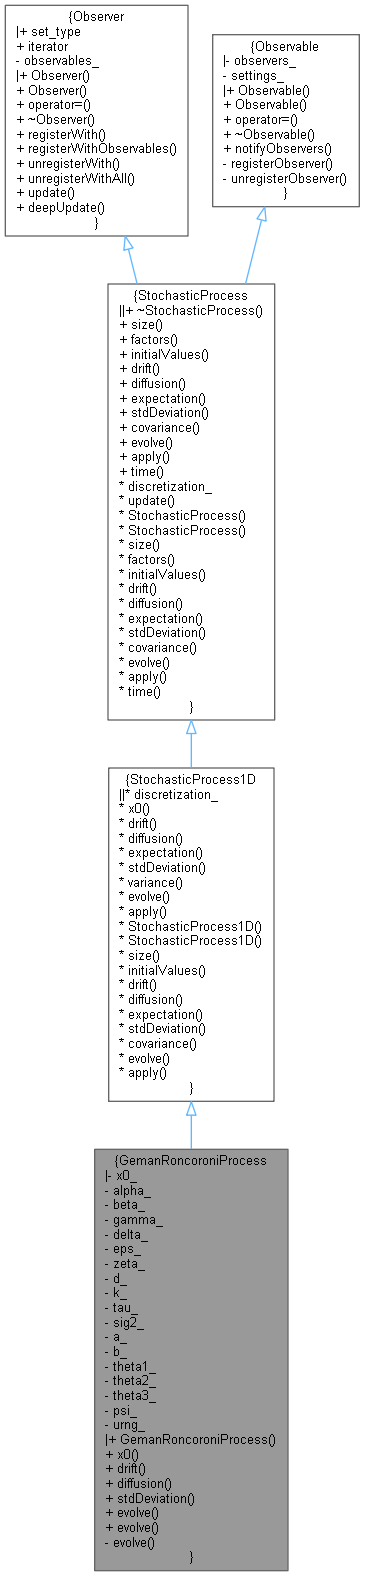 {Observer
|+ set_type
+ iterator
- observables_
|+ Observer()
+ Observer()
+ operator=()
+ ~Observer()
+ registerWith()
+ registerWithObservables()
+ unregisterWith()
+ unregisterWithAll()
+ update()
+ deepUpdate()
}
{Observable
|- observers_
- settings_
|+ Observable()
+ Observable()
+ operator=()
+ ~Observable()
+ notifyObservers()
- registerObserver()
- unregisterObserver()
}
{StochasticProcess
||+ ~StochasticProcess()
+ size()
+ factors()
+ initialValues()
+ drift()
+ diffusion()
+ expectation()
+ stdDeviation()
+ covariance()
+ evolve()
+ apply()
+ time()
* discretization_
* update()
* StochasticProcess()
* StochasticProcess()
* size()
* factors()
* initialValues()
* drift()
* diffusion()
* expectation()
* stdDeviation()
* covariance()
* evolve()
* apply()
* time()
}
{StochasticProcess1D
||* discretization_
* x0()
* drift()
* diffusion()
* expectation()
* stdDeviation()
* variance()
* evolve()
* apply()
* StochasticProcess1D()
* StochasticProcess1D()
* size()
* initialValues()
* drift()
* diffusion()
* expectation()
* stdDeviation()
* covariance()
* evolve()
* apply()
}
{GemanRoncoroniProcess
|- x0_
- alpha_
- beta_
- gamma_
- delta_
- eps_
- zeta_
- d_
- k_
- tau_
- sig2_
- a_
- b_
- theta1_
- theta2_
- theta3_
- psi_
- urng_
|+ GemanRoncoroniProcess()
+ x0()
+ drift()
+ diffusion()
+ stdDeviation()
+ evolve()
+ evolve()
- evolve()
}